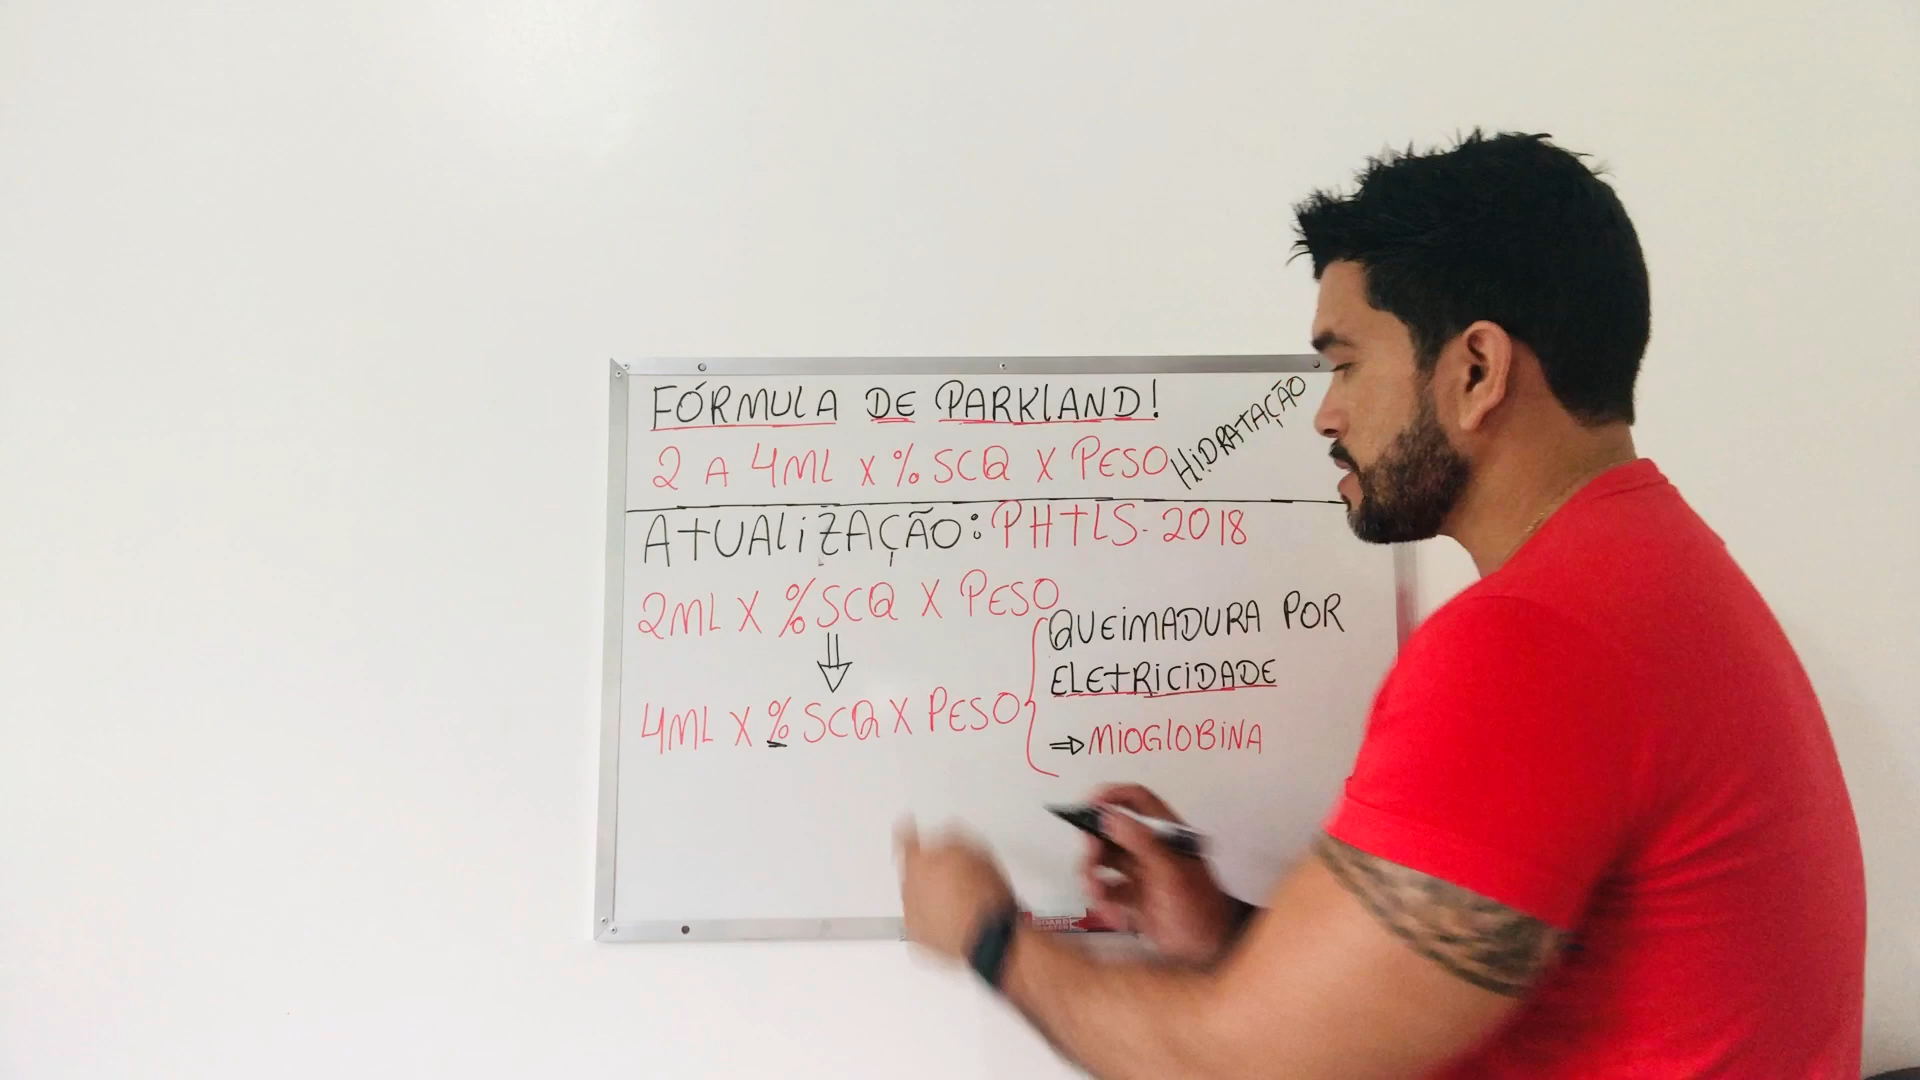 FÓRMULA DE PARKLAND!
2 A 4ML X % SCQ X PESO
HIDRATAÇÃO
ATUALIZAÇÃO: PHTLS-2018
2ML X % SCQ X PESO
4ML X % SCQ X PESO
QUEIMADURA POR
ELETRICIDADE
⇒ MIOGLOBINA